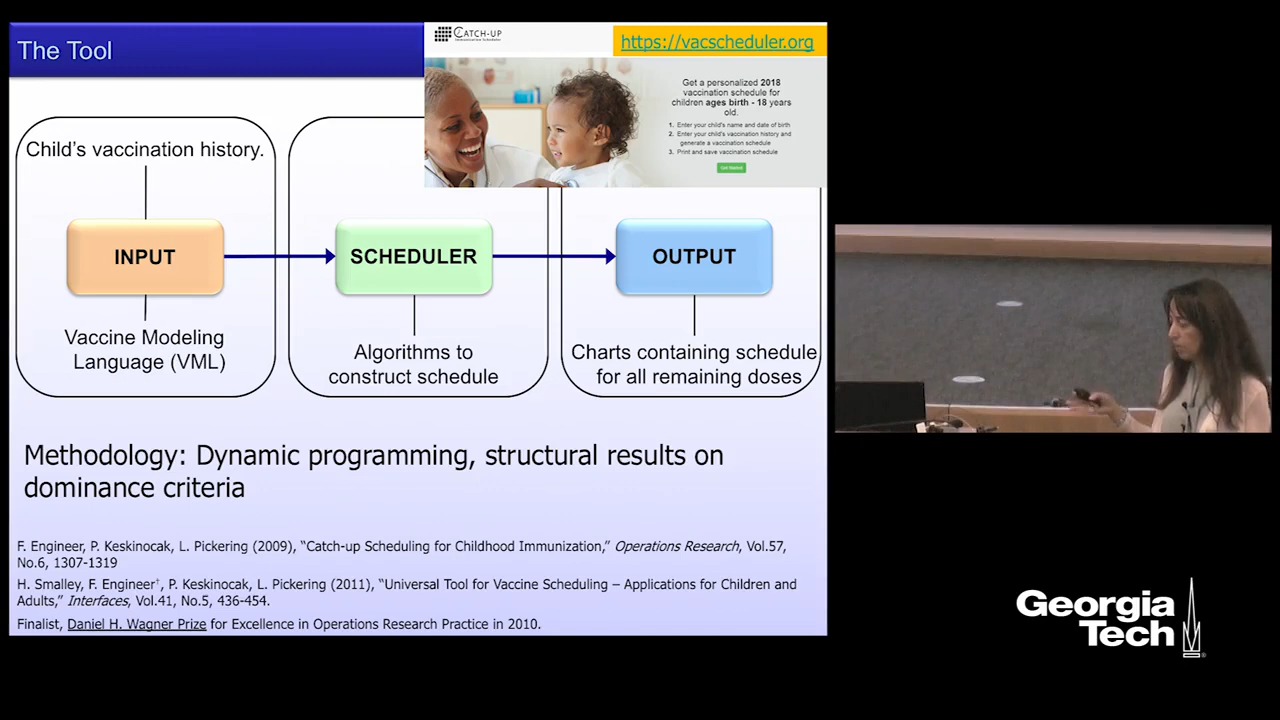 The Tool
CATCH-UP
Immunization Scheduler
https://vacscheduler.org
Get a personalized 2018
vaccination schedule for
children ages birth - 18 years
old.
1. Enter your child's name and date of birth
2. Enter your child's vaccination history and
generate a vaccination schedule
3. Print and save vaccination schedule
Get Started
Child's vaccination history.
INPUT
SCHEDULER
OUTPUT
Vaccine Modeling
Language (VML)
Algorithms to
construct schedule
Charts containing schedule
for all remaining doses
Methodology: Dynamic programming, structural results on
dominance criteria
F. Engineer, P. Keskinocak, L. Pickering (2009), "Catch-up Scheduling for Childhood Immunization," Operations Research, Vol.57,
No.6, 1307-1319
H. Smalley, F. Engineer†, P. Keskinocak, L. Pickering (2011), "Universal Tool for Vaccine Scheduling – Applications for Children and
Adults," Interfaces, Vol.41, No.5, 436-454.
Finalist, Daniel H. Wagner Prize for Excellence in Operations Research Practice in 2010.
Georgia
Tech
®